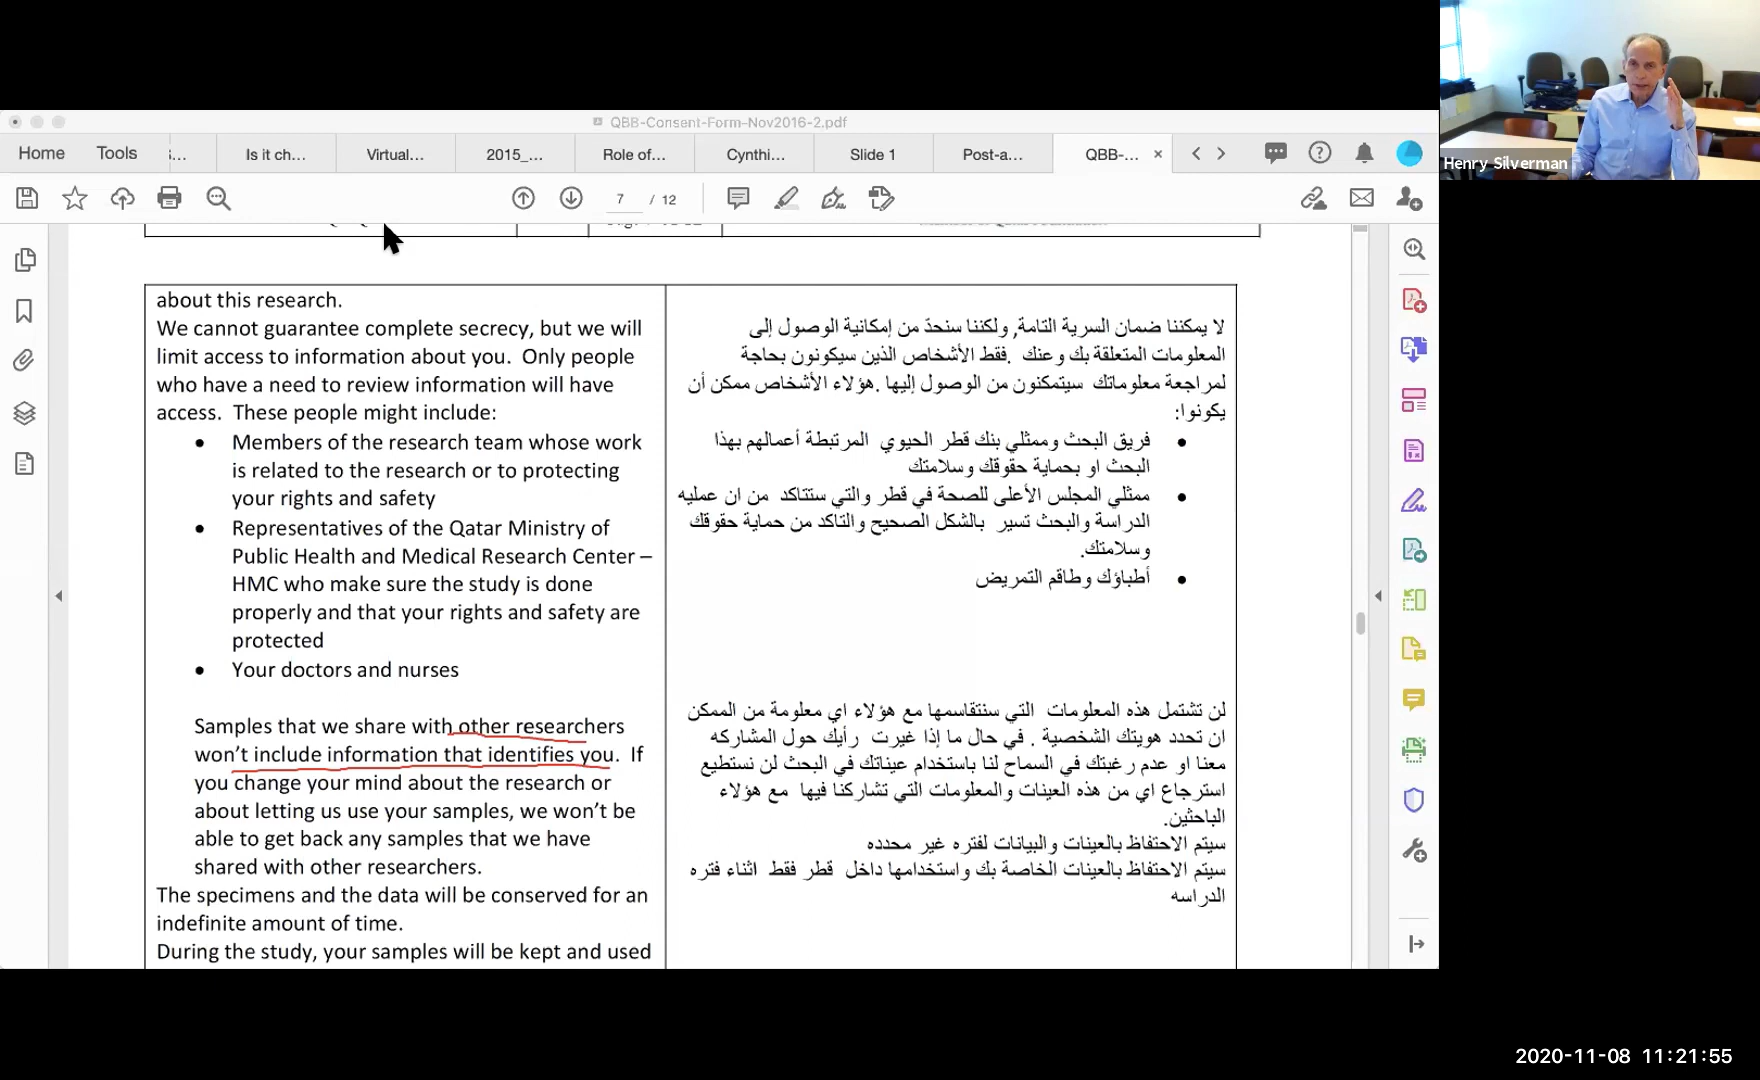 QBB-Consent-Form-Nov2016-2.pdf
Home
Tools
Is it ch...
Virtual...
2015_...
Role of...
Cynthi...
Slide 1
Post-a...
QBB-...
7 / 12
Henry Silverman
about this research.
We cannot guarantee complete secrecy, but we will
limit access to information about you. Only people
who have a need to review information will have
access. These people might include:
• Members of the research team whose work
is related to the research or to protecting
your rights and safety
• Representatives of the Qatar Ministry of
Public Health and Medical Research Center –
HMC who make sure the study is done
properly and that your rights and safety are
protected
• Your doctors and nurses
Samples that we share with other researchers
won't include information that identifies you. If
you change your mind about the research or
about letting us use your samples, we won't be
able to get back any samples that we have
shared with other researchers.
The specimens and the data will be conserved for an
indefinite amount of time.
During the study, your samples will be kept and used
لا يمكننا ضمان السرية التامة, ولكننا سنحدّ من إمكانية الوصول إلى
المعلومات المتعلقة بك وعنك .فقط الأشخاص الذين سيكونون بحاجة
لمراجعة معلوماتك سيتمكنون من الوصول إليها .هؤلاء الأشخاص ممكن أن
يكونوا:
• فريق البحث وممثلي بنك قطر الحيوي المرتبطة أعمالهم بهذا
البحث او بحماية حقوقك وسلامتك
• ممثلي المجلس الأعلى للصحة في قطر والتي ستتاكد من ان عمليه
الدراسة والبحث تسير بالشكل الصحيح والتاكد من حماية حقوقك
وسلامتك.
• أطباؤك وطاقم التمريض
لن تشتمل هذه المعلومات التي سنتقاسمها مع هؤلاء اي معلومة من الممكن
ان تحدد هويتك الشخصية . في حال ما إذا غيرت رأيك حول المشاركه
معنا او عدم رغبتك في السماح لنا باستخدام عيناتك في البحث لن نستطيع
استرجاع اي من هذه العينات والمعلومات التي تشاركنا فيها مع هؤلاء
الباحثين.
سيتم الاحتفاظ بالعينات والبيانات لفتره غير محدده
سيتم الاحتفاظ بالعينات الخاصة بك واستخدامها داخل قطر فقط اثناء فتره
الدراسه
2020-11-08 11:21:55